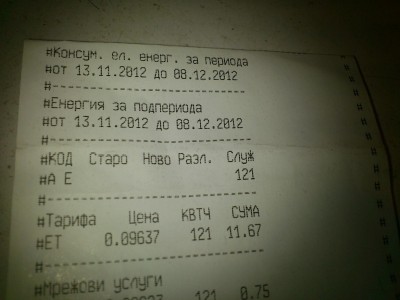 #Консум. ел. енерг. за периода
#от 13.11.2012 до 08.12.2012
#-----------------------------
#Енергия за подпериода
#от 13.11.2012 до 08.12.2012
#-----------------------------
#КОД Старо Ново Разл. Служ
#А Е 121
#-----------------------------
#Тарифа Цена КВТЧ СУМА
#ЕТ 0.09637 121 11.67
#-----------------------------
#Мрежови услуги
121 0.75